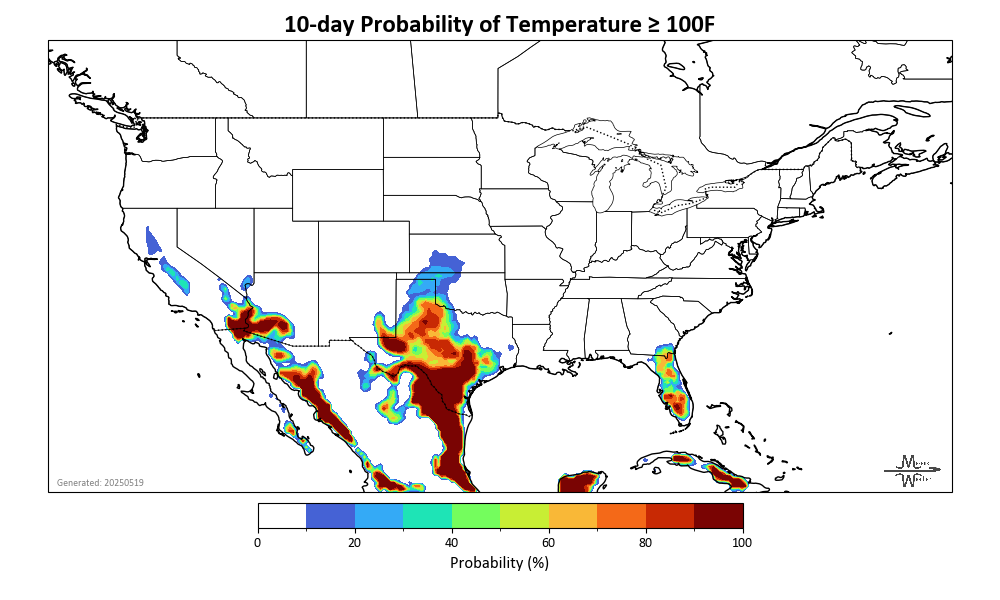 10-day Probability of Temperature ≥ 100F
Generated: 20250519
0 20 40 60 80 100
Probability (%)